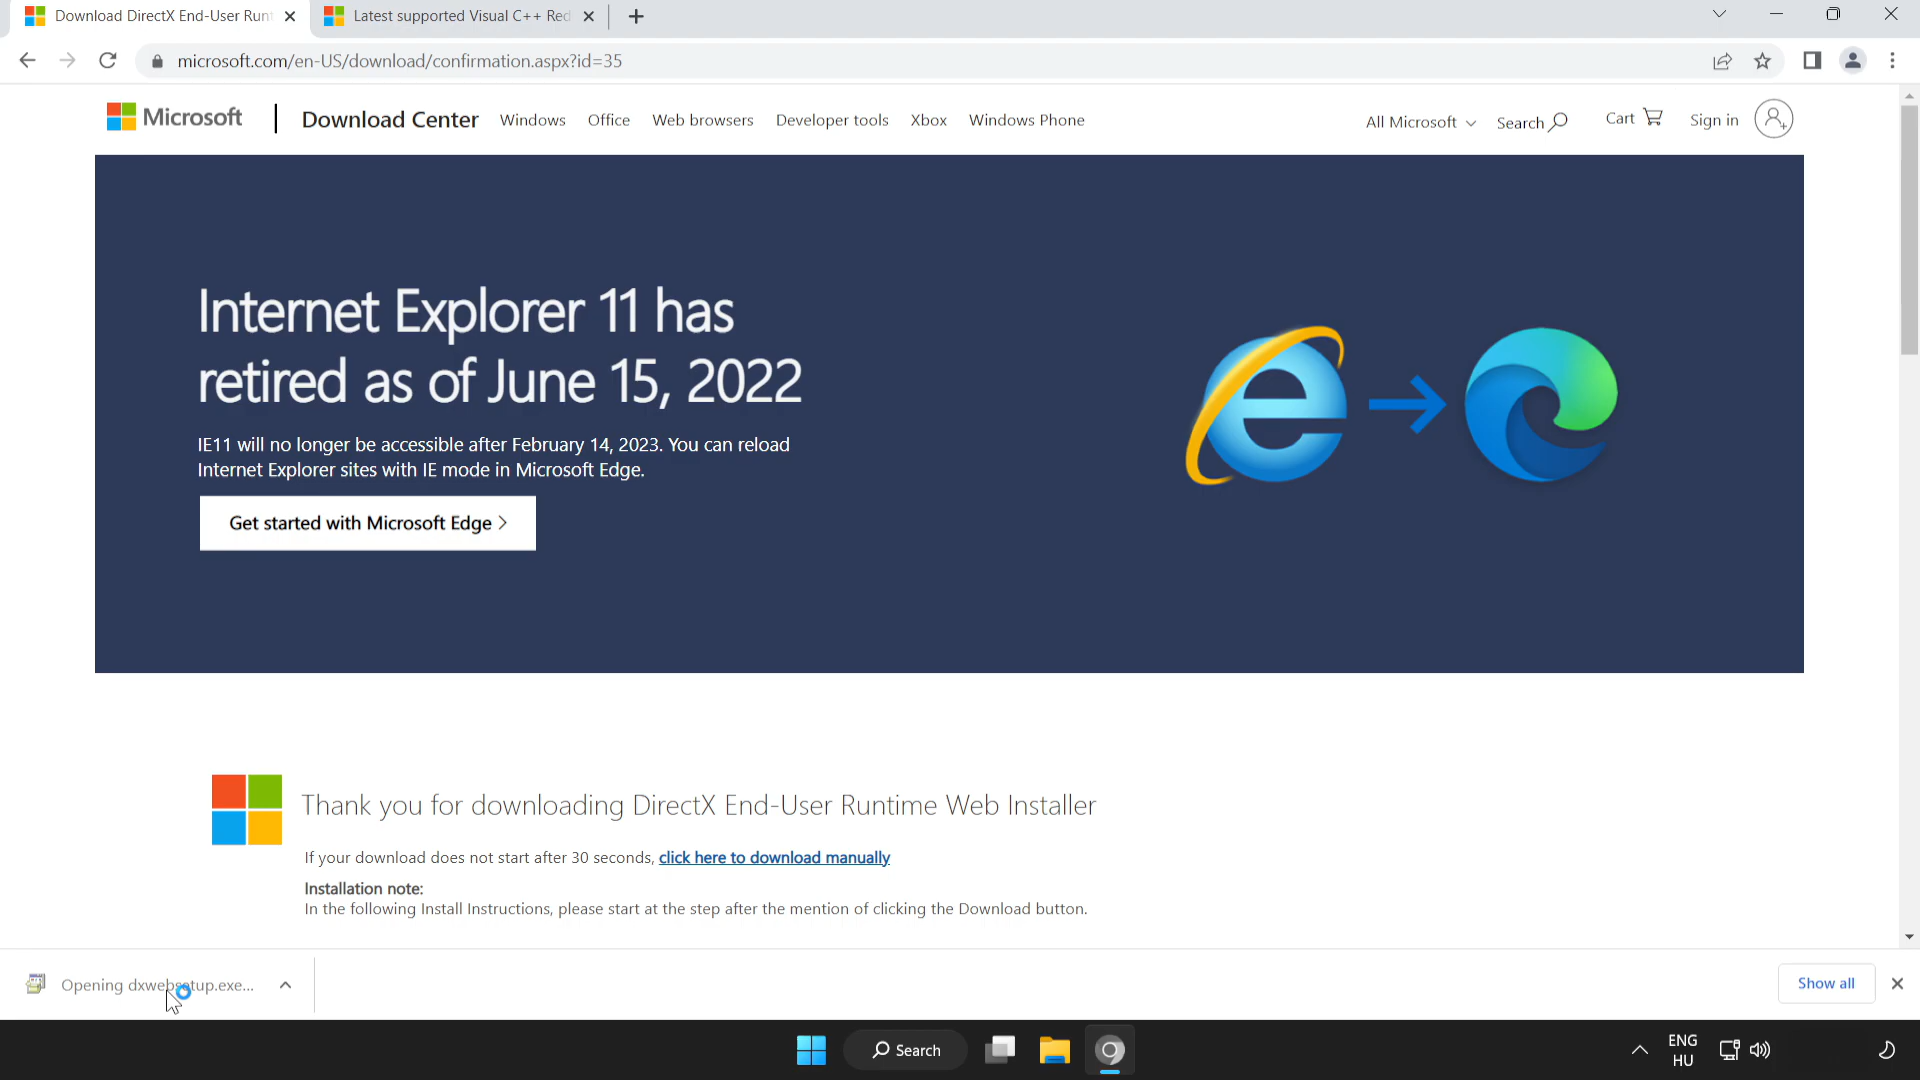 Download DirectX End-User Runt
Latest supported Visual C++ Red
microsoft.com/en-US/download/confirmation.aspx?id=35
Microsoft
Download Center
Windows
Office
Web browsers
Developer tools
Xbox
Windows Phone
All Microsoft
Search
Cart
Sign in
Internet Explorer 11 has
retired as of June 15, 2022
IE11 will no longer be accessible after February 14, 2023. You can reload
Internet Explorer sites with IE mode in Microsoft Edge.
Get started with Microsoft Edge >
Thank you for downloading DirectX End-User Runtime Web Installer
If your download does not start after 30 seconds, click here to download manually
Installation note:
In the following Install Instructions, please start at the step after the mention of clicking the Download button.
Opening dxwebsetup.exe...
Show all
Search
ENG
HU